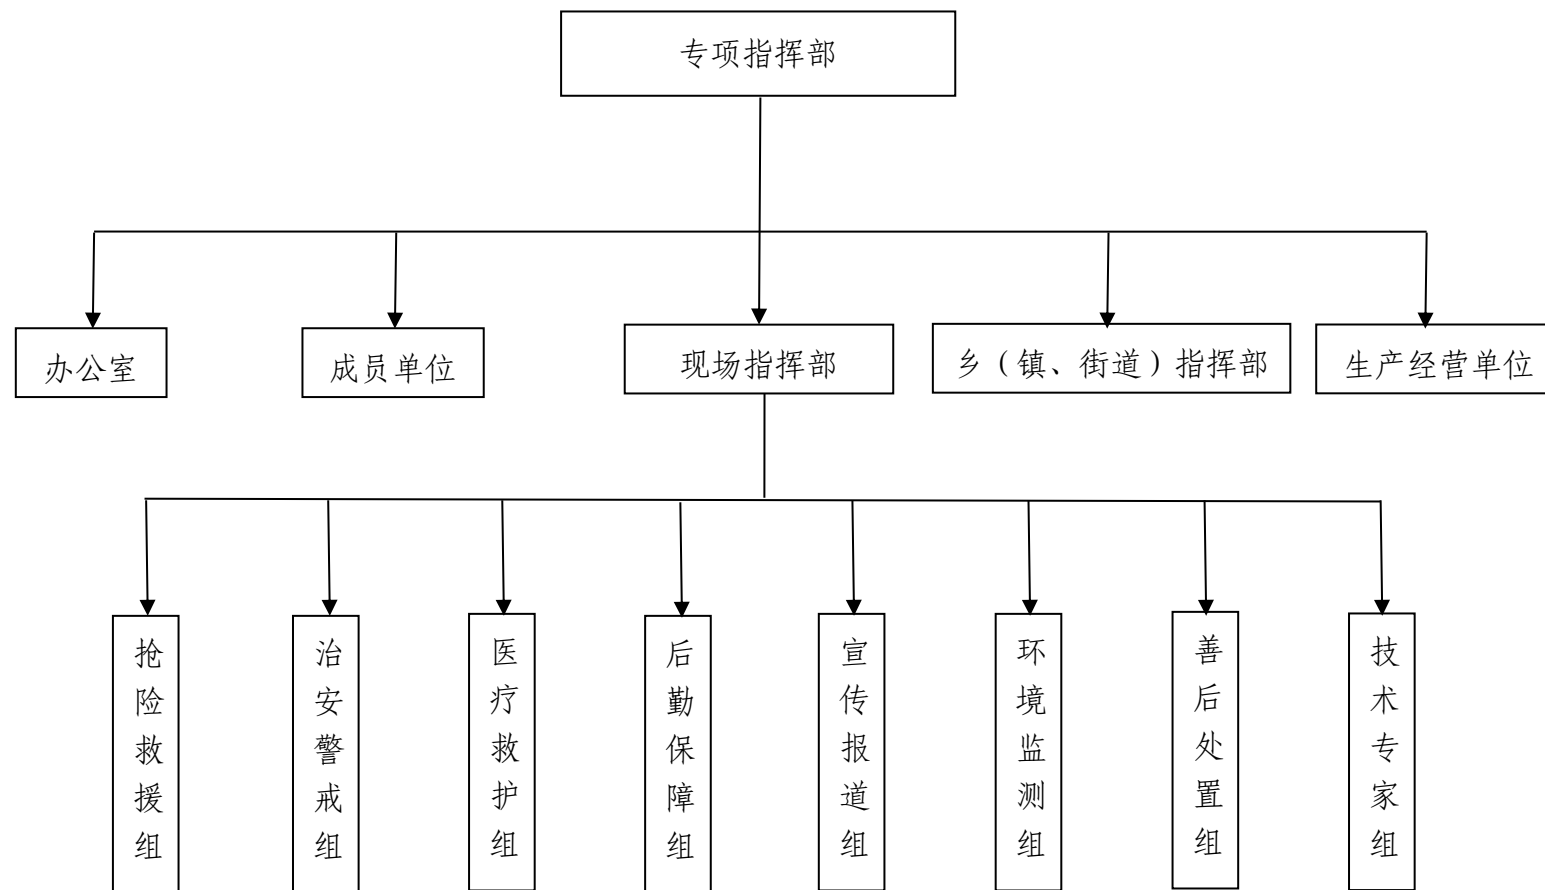 专项指挥部
办公室
成员单位
现场指挥部
乡（镇、街道）指挥部
生产经营单位
抢险救援组
治安警戒组
医疗救护组
后勤保障组
宣传报道组
环境监测组
善后处置组
技术专家组